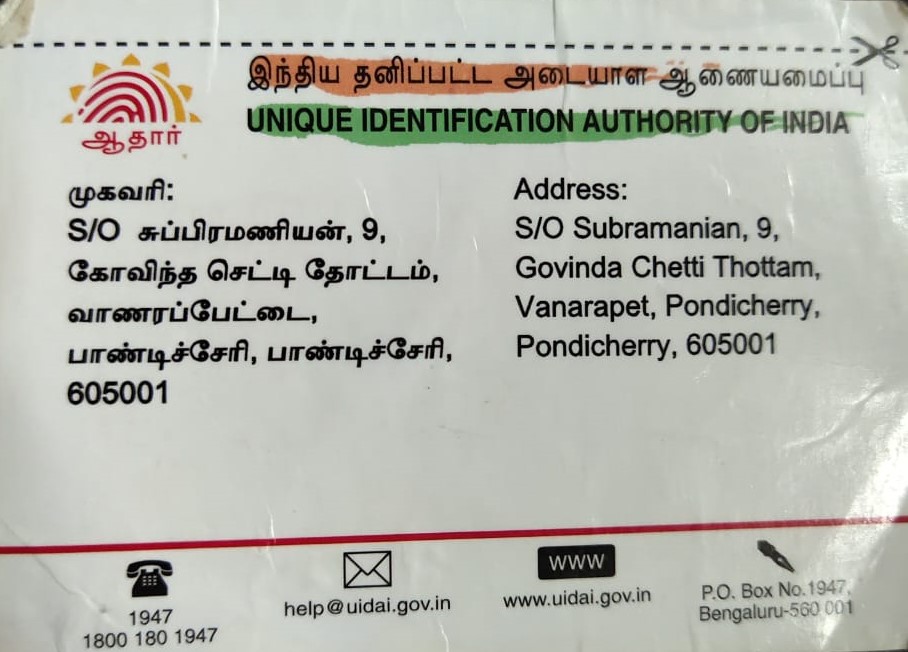 இந்திய தனிப்பட்ட அடையாள ஆணையமைப்பு
UNIQUE IDENTIFICATION AUTHORITY OF INDIA
ஆதார்
முகவரி:
S/O சுப்பிரமணியன், 9,
கோவிந்த செட்டி தோட்டம்,
வாணரப்பேட்டை,
பாண்டிச்சேரி, பாண்டிச்சேரி,
605001
Address:
S/O Subramanian, 9,
Govinda Chetti Thottam,
Vanarapet, Pondicherry,
Pondicherry, 605001
1947
1800 180 1947
help@uidai.gov.in
WWW
www.uidai.gov.in
P.O. Box No.1947,
Bengaluru-560 001